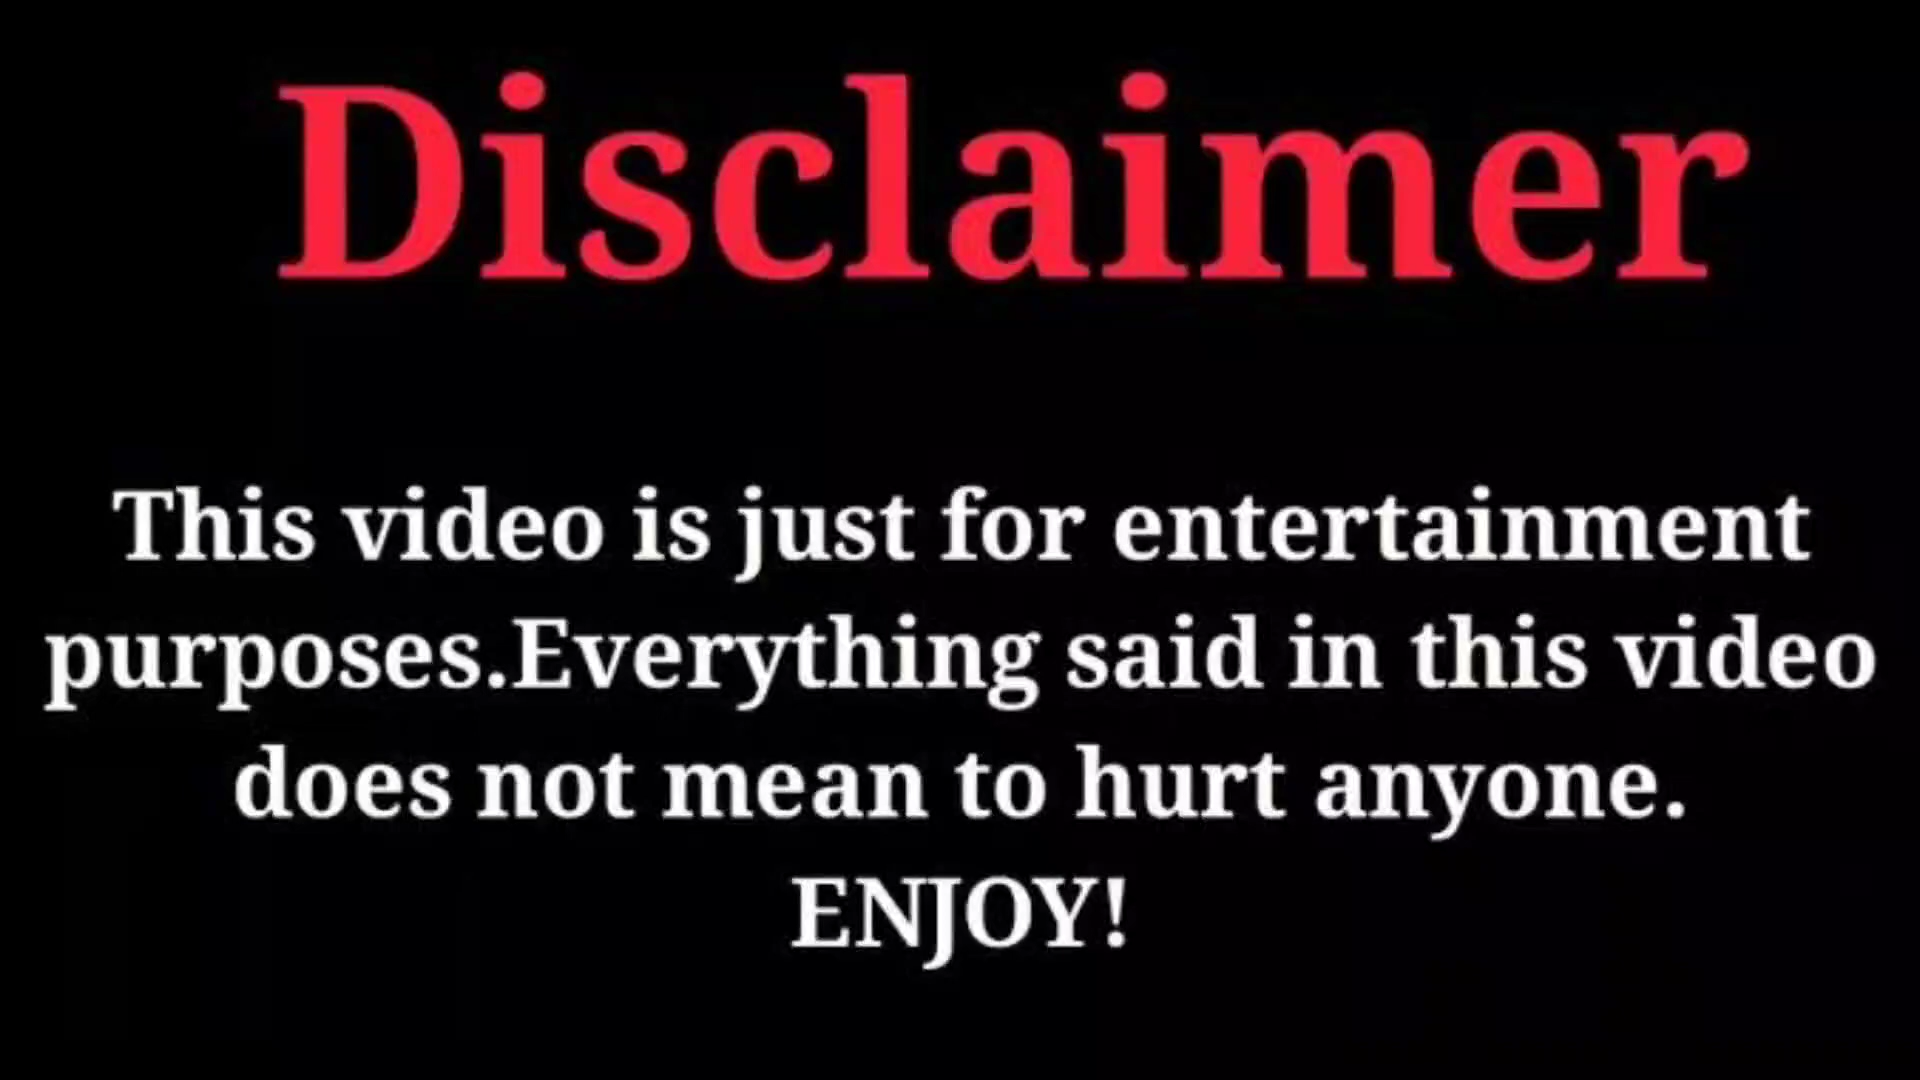 Disclaimer
This video is just for entertainment
purposes.Everything said in this video
does not mean to hurt anyone.
ENJOY!